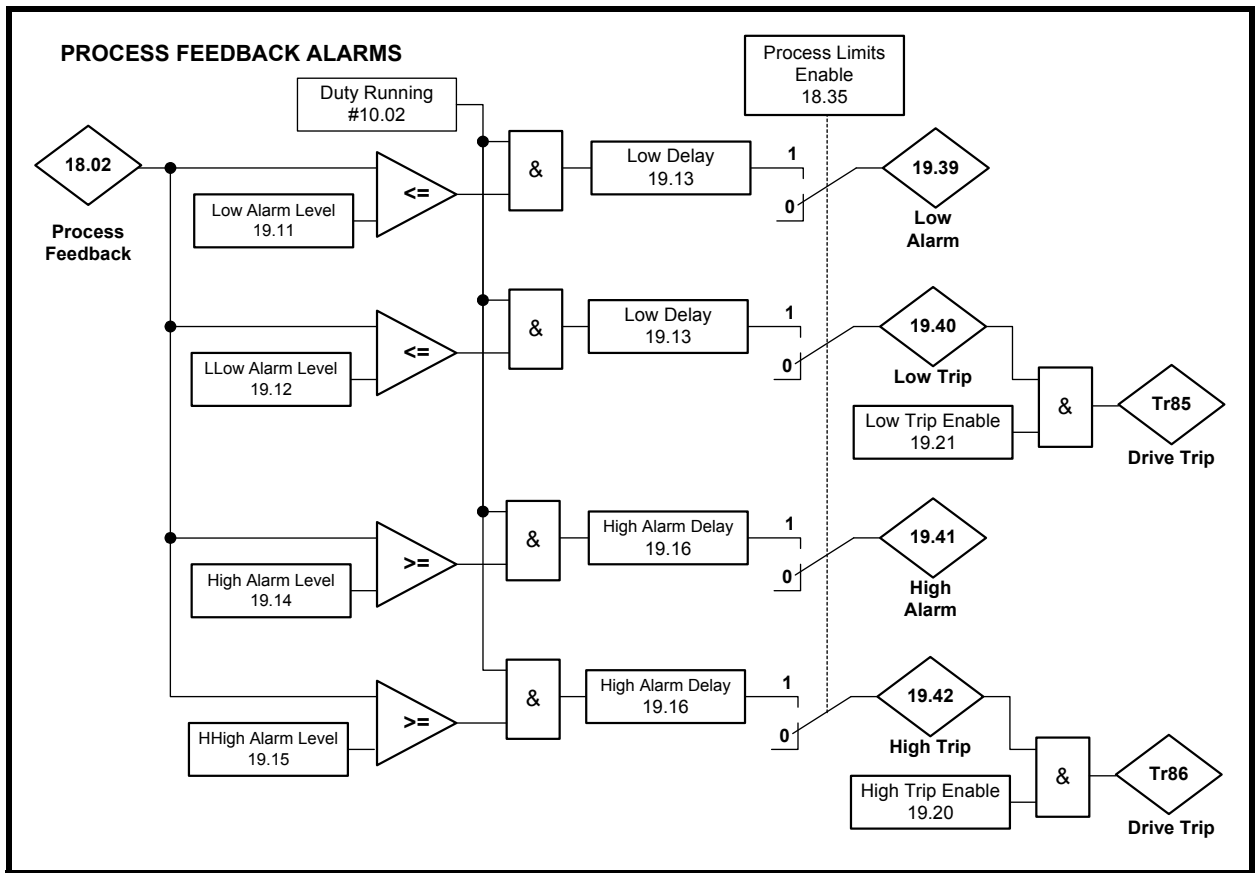 PROCESS FEEDBACK ALARMS
Process Limits
Enable
18.35
Duty Running
#10.02
18.02
Process
Feedback
Low Alarm Level
19.11
<=
&
Low Delay
19.13
1
0
19.39
Low
Alarm
LLow Alarm Level
19.12
<=
&
Low Delay
19.13
1
0
19.40
Low Trip
Low Trip Enable
19.21
&
Tr85
Drive Trip
High Alarm Level
19.14
>=
&
High Alarm Delay
19.16
1
0
19.41
High
Alarm
HHigh Alarm Level
19.15
>=
&
High Alarm Delay
19.16
1
0
19.42
High Trip
High Trip Enable
19.20
&
Tr86
Drive Trip